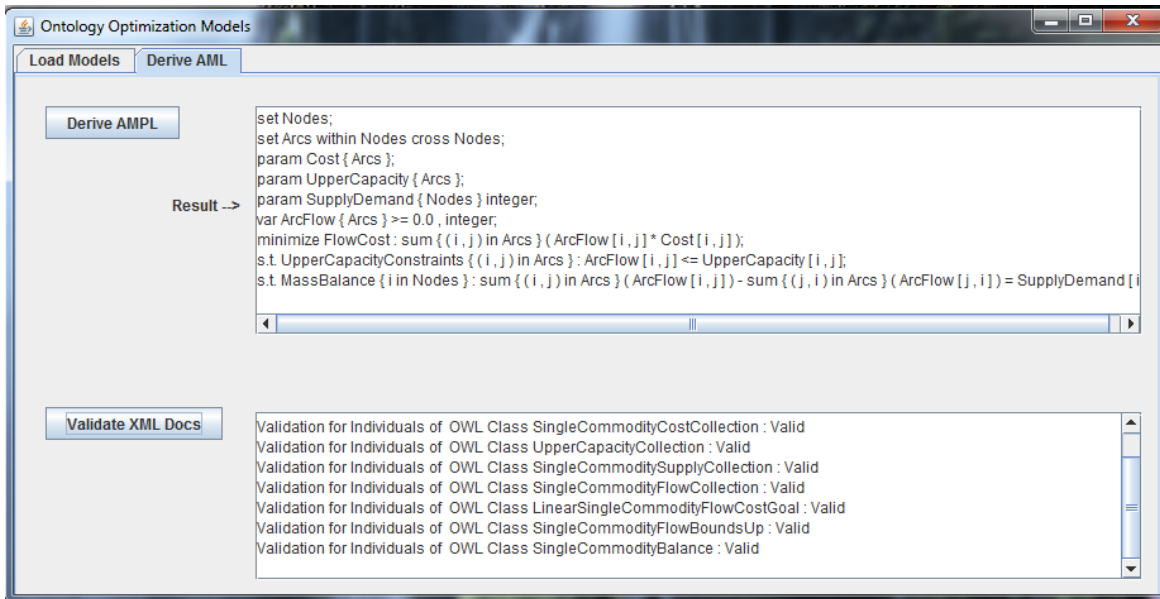 Ontology Optimization Models
Load Models
Derive AML
Derive AMPL
Result -->
set Nodes;
set Arcs within Nodes cross Nodes;
param Cost { Arcs };
param UpperCapacity { Arcs };
param SupplyDemand { Nodes } integer;
var ArcFlow { Arcs } >= 0.0 , integer;
minimize FlowCost : sum { ( i , j ) in Arcs } ( ArcFlow [ i , j ] * Cost [ i , j ] );
s.t. UpperCapacityConstraints { ( i , j ) in Arcs } : ArcFlow [ i , j ] <= UpperCapacity [ i , j ];
s.t. MassBalance { i in Nodes } : sum { ( i , j ) in Arcs } ( ArcFlow [ i , j ] ) - sum { ( j , i ) in Arcs } ( ArcFlow [ j , i ] ) = SupplyDemand [ i
Validate XML Docs
Validation for Individuals of OWL Class SingleCommodityCostCollection : Valid
Validation for Individuals of OWL Class UpperCapacityCollection : Valid
Validation for Individuals of OWL Class SingleCommoditySupplyCollection : Valid
Validation for Individuals of OWL Class SingleCommodityFlowCollection : Valid
Validation for Individuals of OWL Class LinearSingleCommodityFlowCostGoal : Valid
Validation for Individuals of OWL Class SingleCommodityFlowBoundsUp : Valid
Validation for Individuals of OWL Class SingleCommodityBalance : Valid